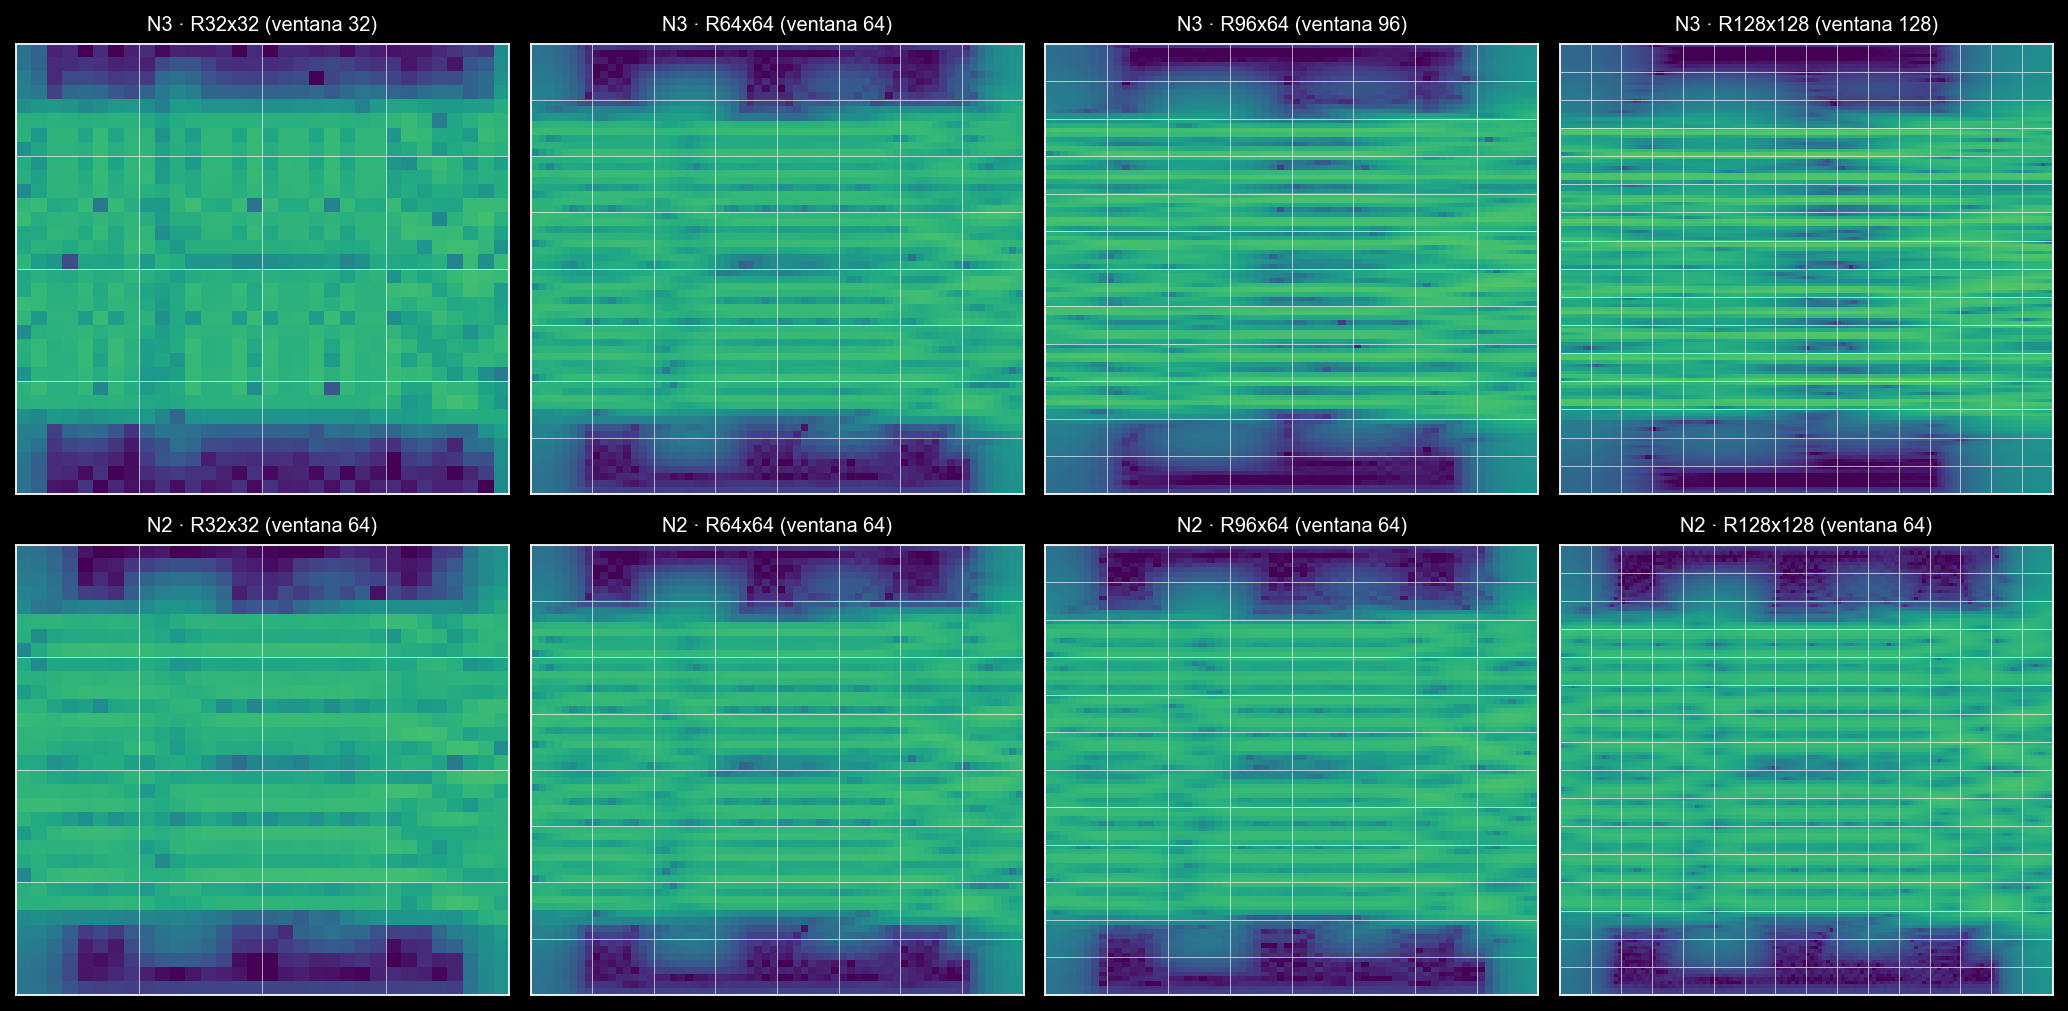 N3 · R32x32 (ventana 32)
N3 · R64x64 (ventana 64)
N3 · R96x64 (ventana 96)
N3 · R128x128 (ventana 128)
N2 · R32x32 (ventana 64)
N2 · R64x64 (ventana 64)
N2 · R96x64 (ventana 64)
N2 · R128x128 (ventana 64)